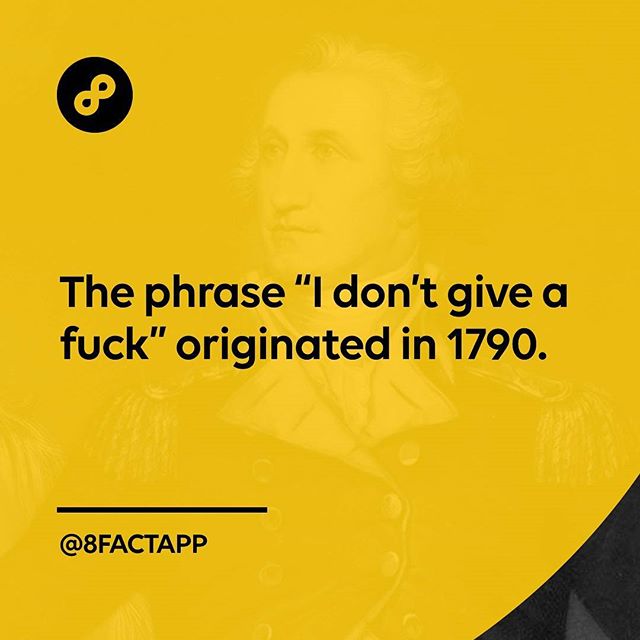 The phrase “I don’t give a
fuck” originated in 1790.
@8FACTAPP